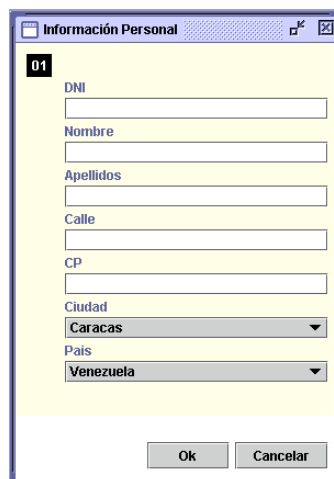 Información Personal
01
DNI
Nombre
Apellidos
Calle
CP
Ciudad
Caracas
Pais
Venezuela
Ok Cancelar